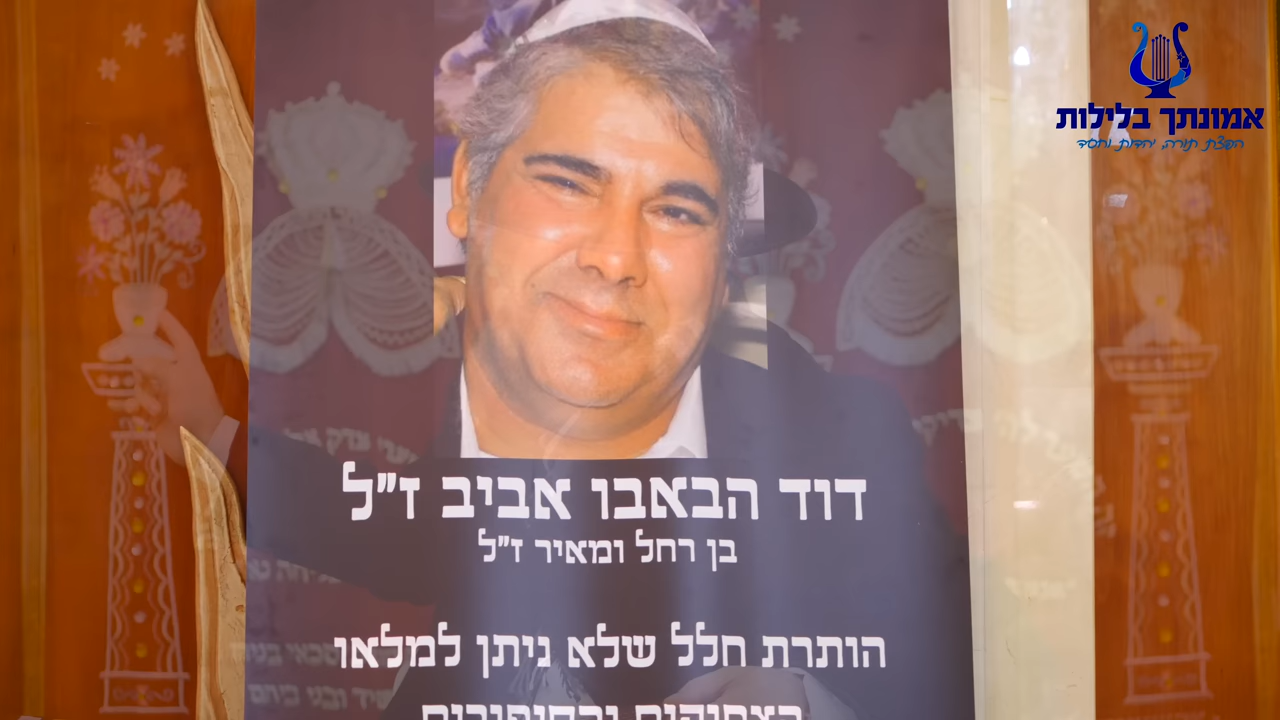 אמונתך בלילות
הפצת תורה, יהדות וחסד
דוד הבאבו אביב ז"ל
בן רחל ומאיר ז"ל
הותרת חלל שלא ניתן למלאו